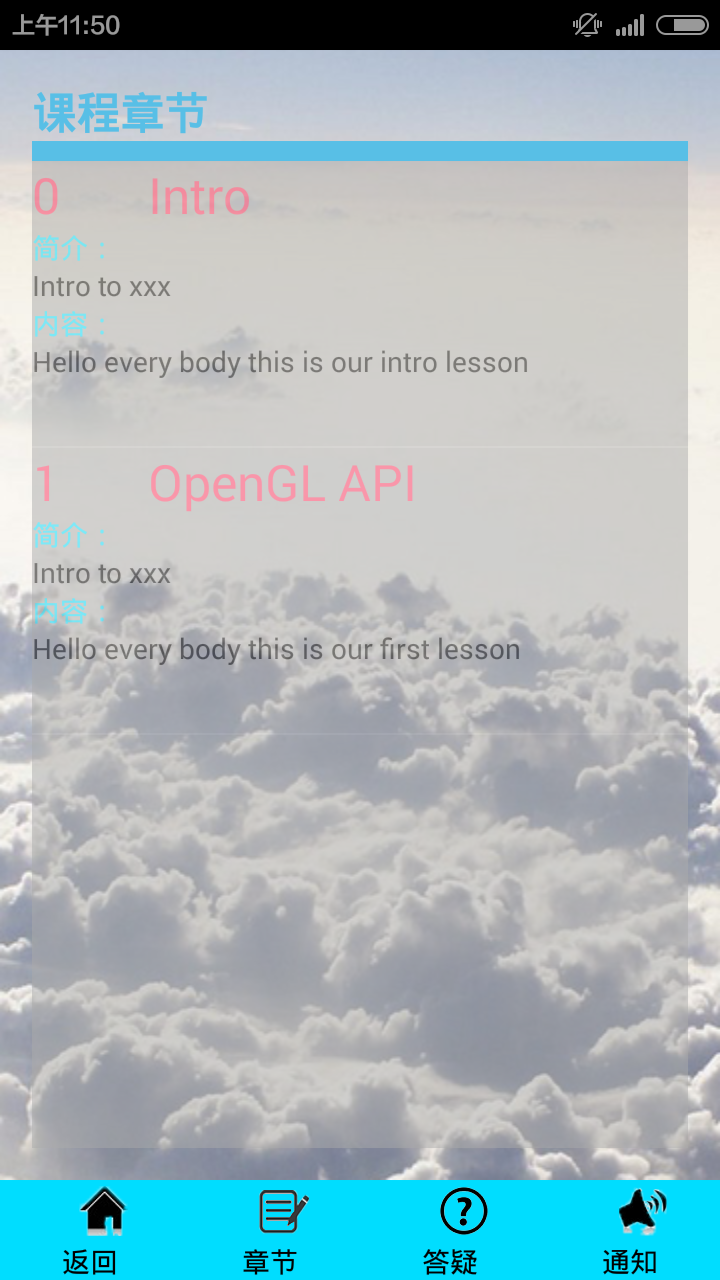 上午11:50
课程章节
0 Intro
简介：
Intro to xxx
内容：
Hello every body this is our intro lesson
1 OpenGL API
简介：
Intro to xxx
内容：
Hello every body this is our first lesson
返回 章节 答疑 通知